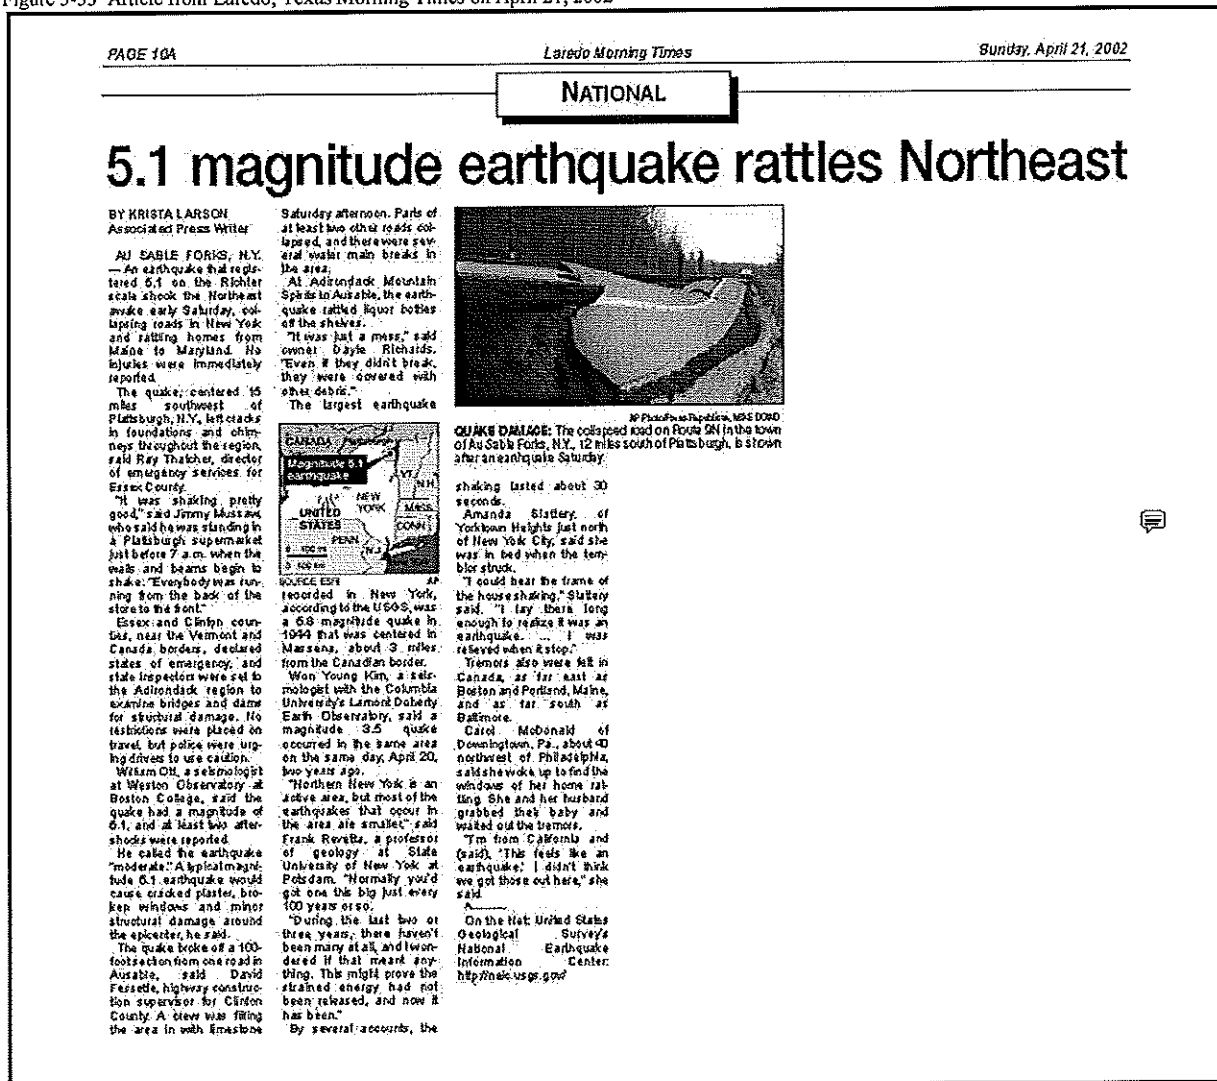 Figure 3-33 Article from Laredo, Texas Morning Times on April 21, 2002
PAGE 10A
Laredo Morning Times
Sunday, April 21, 2002
NATIONAL
5.1 magnitude earthquake rattles Northeast
BY KRISTA LARSON
Associated Press Writer
AU SABLE FORKS, N.Y.
— An earthquake that regis-
tered 5.1 on the Richter
scale shook the Northeast
awake early Saturday, col-
lapsing roads in New York
and rattling homes from
Maine to Maryland. No
injuries were immediately
reported.
The quake, centered 15
miles southwest of
Plattsburgh, N.Y., left cracks
in foundations and chim-
neys throughout the region,
said Ray Thatcher, director
of emergency services for
Essex County.
"It was shaking pretty
good," said Jimmy
who said he was standing in
a Plattsburgh supermarket
just before 7 a.m. when the
walls and beams begin to
shake. "Everybody was run-
ning from the back of the
store to the front."
Essex and Clinton coun-
ties, near the Vermont and
Canada borders, declared
states of emergency, and
state inspectors were set to
the Adirondack region to
examine bridges and dams
for structural damage. No
restrictions were placed on
travel, but police were urg-
ing drivers to use caution.
William Ott, a seismologist
at Weston Observatory at
Boston College, said the
quake had a magnitude of
5.1, and at least two after-
shocks were reported.
He called the earthquake
"moderate." A typical magni-
tude 5.1 earthquake would
cause cracked plaster, bro-
ken windows and minor
structural damage around
the epicenter, he said.
The quake broke off a 100-
foot section from one road in
Ausable, said David
Fessette, highway construc-
tion supervisor for Clinton
County. A crew was filling
the area in with limestone
Saturday afternoon. Parts of
at least two other roads col-
lapsed, and there were sev-
eral water main breaks in
the area.
At Adirondack Mountain
Spirits in Ausable, the earth-
quake rattled liquor bottles
off the shelves.
"It was just a mess," said
owner Dayle Richards.
"Even if they didn't break,
they were covered with
other debris."
The largest earthquake
CANADA Plattsburgh
Magnitude 5.1
earthquake
VT.
N.H.
NEW
YORK
MASS.
UNITED
STATES
CONN.
PENN.
N.J.
SOURCE: ESRI
AP
recorded in New York,
according to the USGS, was
a 5.8 magnitude quake in
1944 that was centered in
Massena, about 3 miles
from the Canadian border.
Won Young Kim, a seis-
mologist with the Columbia
University's Lamont Doherty
Earth Observatory, said a
magnitude 3.5 quake
occurred in the same area
on the same day, April 20,
two years ago.
"Northern New York is an
active area, but most of the
earthquakes that occur in
the area are smaller," said
Frank Revetta, a professor
of geology at State
University of New York at
Potsdam. "Normally you'd
get one this big just every
100 years or so.
"During the last two or
three years, there haven't
been many at all, and I won-
dered if that meant any-
thing. This might prove the
strained energy had not
been released, and now it
has been."
By several accounts, the
QUAKE DAMAGE: The collapsed road on Route 9N in the town
of Au Sable Forks, N.Y., 12 miles south of Plattsburgh, is shown
after an earthquake Saturday.
shaking lasted about 30
seconds.
Amanda Slattery, of
Yorktown Heights just north
of New York City, said she
was in bed when the tem-
blor struck.
"I could hear the frame of
the house shaking," Slattery
said. "I lay there long
enough to realize it was an
earthquake. ... I was
relieved when it stop."
Tremors also were felt in
Canada, as far east as
Boston and Portland, Maine,
and as far south as
Baltimore.
Carol McDonald of
Downingtown, Pa., about 40
northwest of Philadelphia,
said she woke up to find the
windows of her home rat-
tling. She and her husband
grabbed their baby and
waited out the tremors.
"I'm from California and
(said), 'This feels like an
earthquake.' I didn't think
we got those out here," she
said.
On the Net: United States
Geological Survey's
National Earthquake
Information Center:
http://neic.usgs.gov/